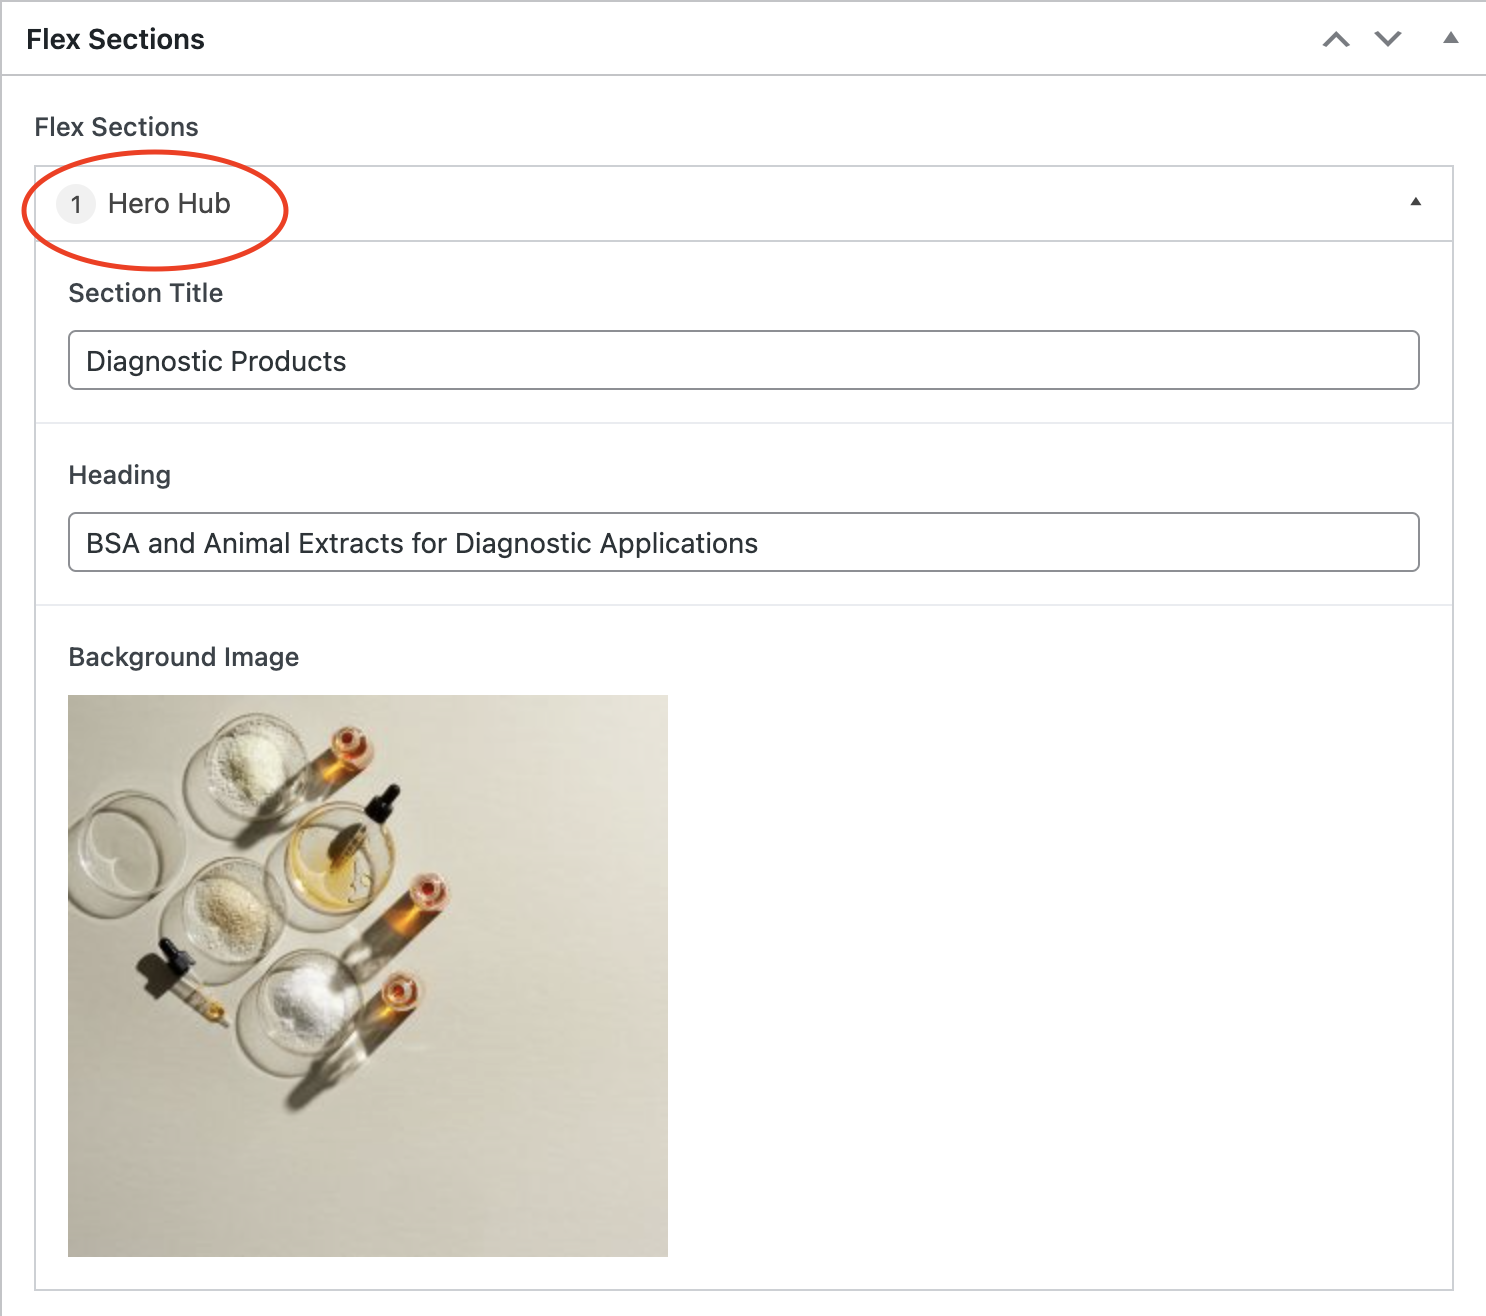 Flex Sections
Flex Sections
1 Hero Hub
Section Title
Diagnostic Products
Heading
BSA and Animal Extracts for Diagnostic Applications
Background Image